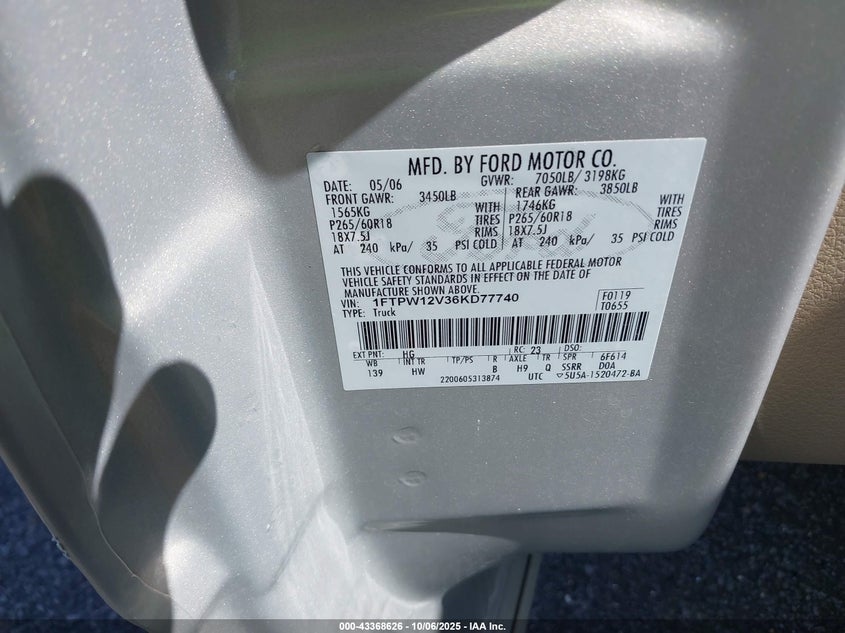 MFD. BY FORD MOTOR CO.
DATE: 05/06 GVWR: 7050LB/ 3198KG
FRONT GAWR: 3450LB REAR GAWR: 3850LB
1565KG WITH 1746KG WITH
P265/60R18 TIRES P265/60R18 TIRES
18X7.5J RIMS 18X7.5J RIMS
AT 240 kPa/ 35 PSI COLD AT 240 kPa/ 35 PSI COLD
THIS VEHICLE CONFORMS TO ALL APPLICABLE FEDERAL MOTOR
VEHICLE SAFETY STANDARDS IN EFFECT ON THE DATE OF
MANUFACTURE SHOWN ABOVE.
VIN: 1FTPW12V36KD77740 F0119
TYPE: Truck T0655
EXT PNT: HG RC: 23 DSO:
WB INT TR TP/PS R AXLE TR SPR 6F614
139 HW B H9 Q SSRR DOA
2200605313874 UTC 5U5A-1520472-BA
Ford
000-43368626 - 10/06/2025 - IAA Inc.